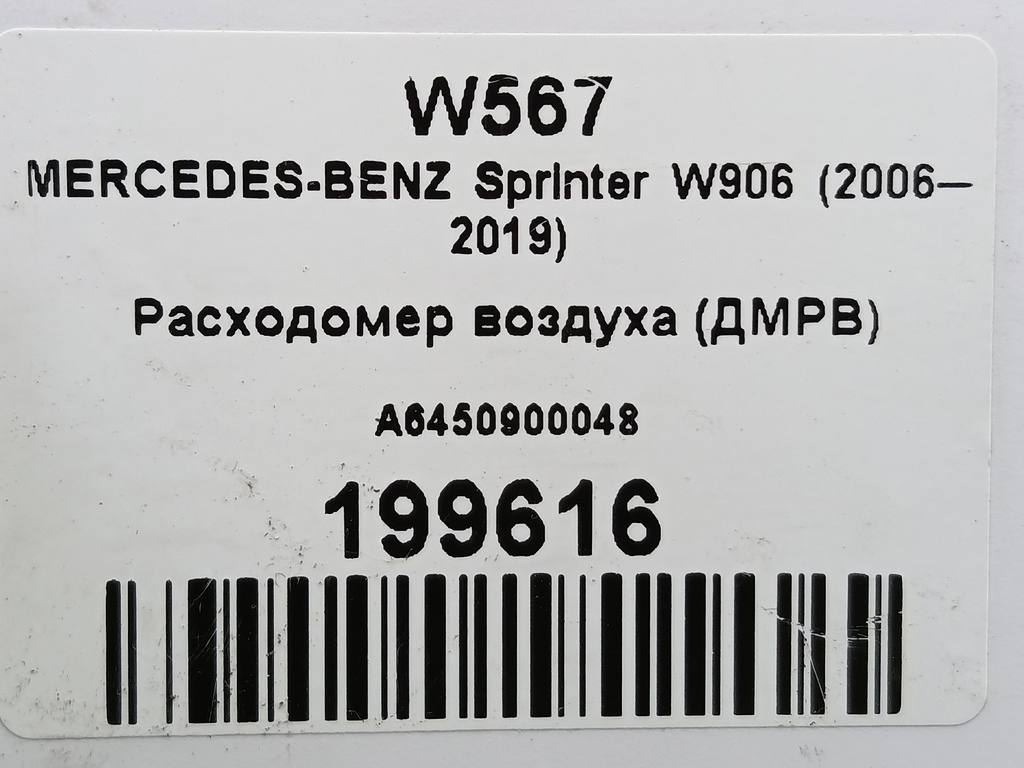 W567
MERCEDES-BENZ Sprinter W906 (2006—
2019)
Расходомер воздуха (ДМРВ)
A6450900048
199616